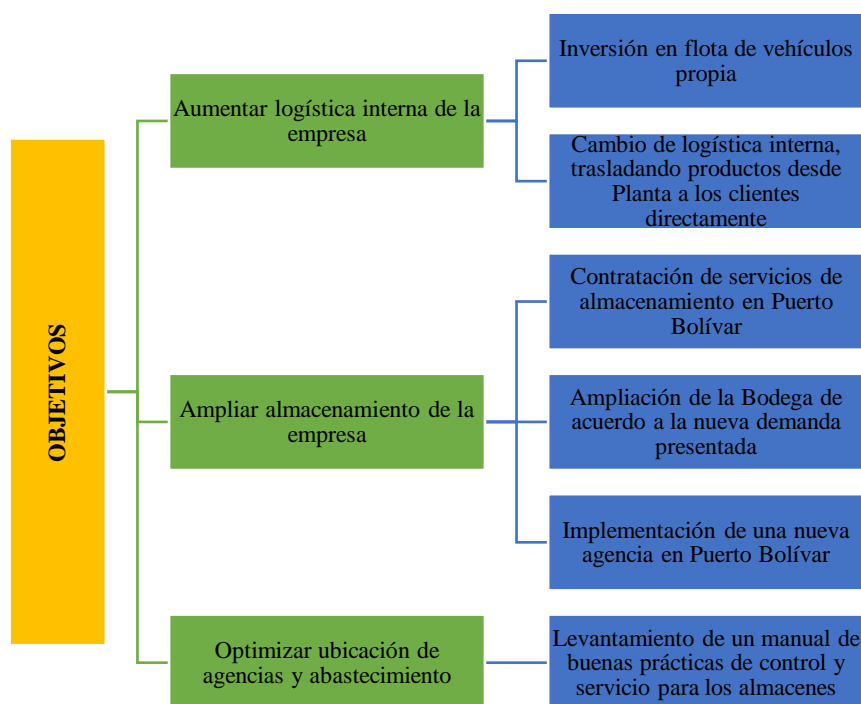 OBJETIVOS
Aumentar logística interna de la
empresa
Inversión en flota de vehículos
propia
Cambio de logística interna,
trasladando productos desde
Planta a los clientes
directamente
Ampliar almacenamiento de la
empresa
Contratación de servicios de
almacenamiento en Puerto
Bolívar
Ampliación de la Bodega de
acuerdo a la nueva demanda
presentada
Implementación de una nueva
agencia en Puerto Bolívar
Optimizar ubicación de
agencias y abastecimiento
Levantamiento de un manual de
buenas prácticas de control y
servicio para los almacenes